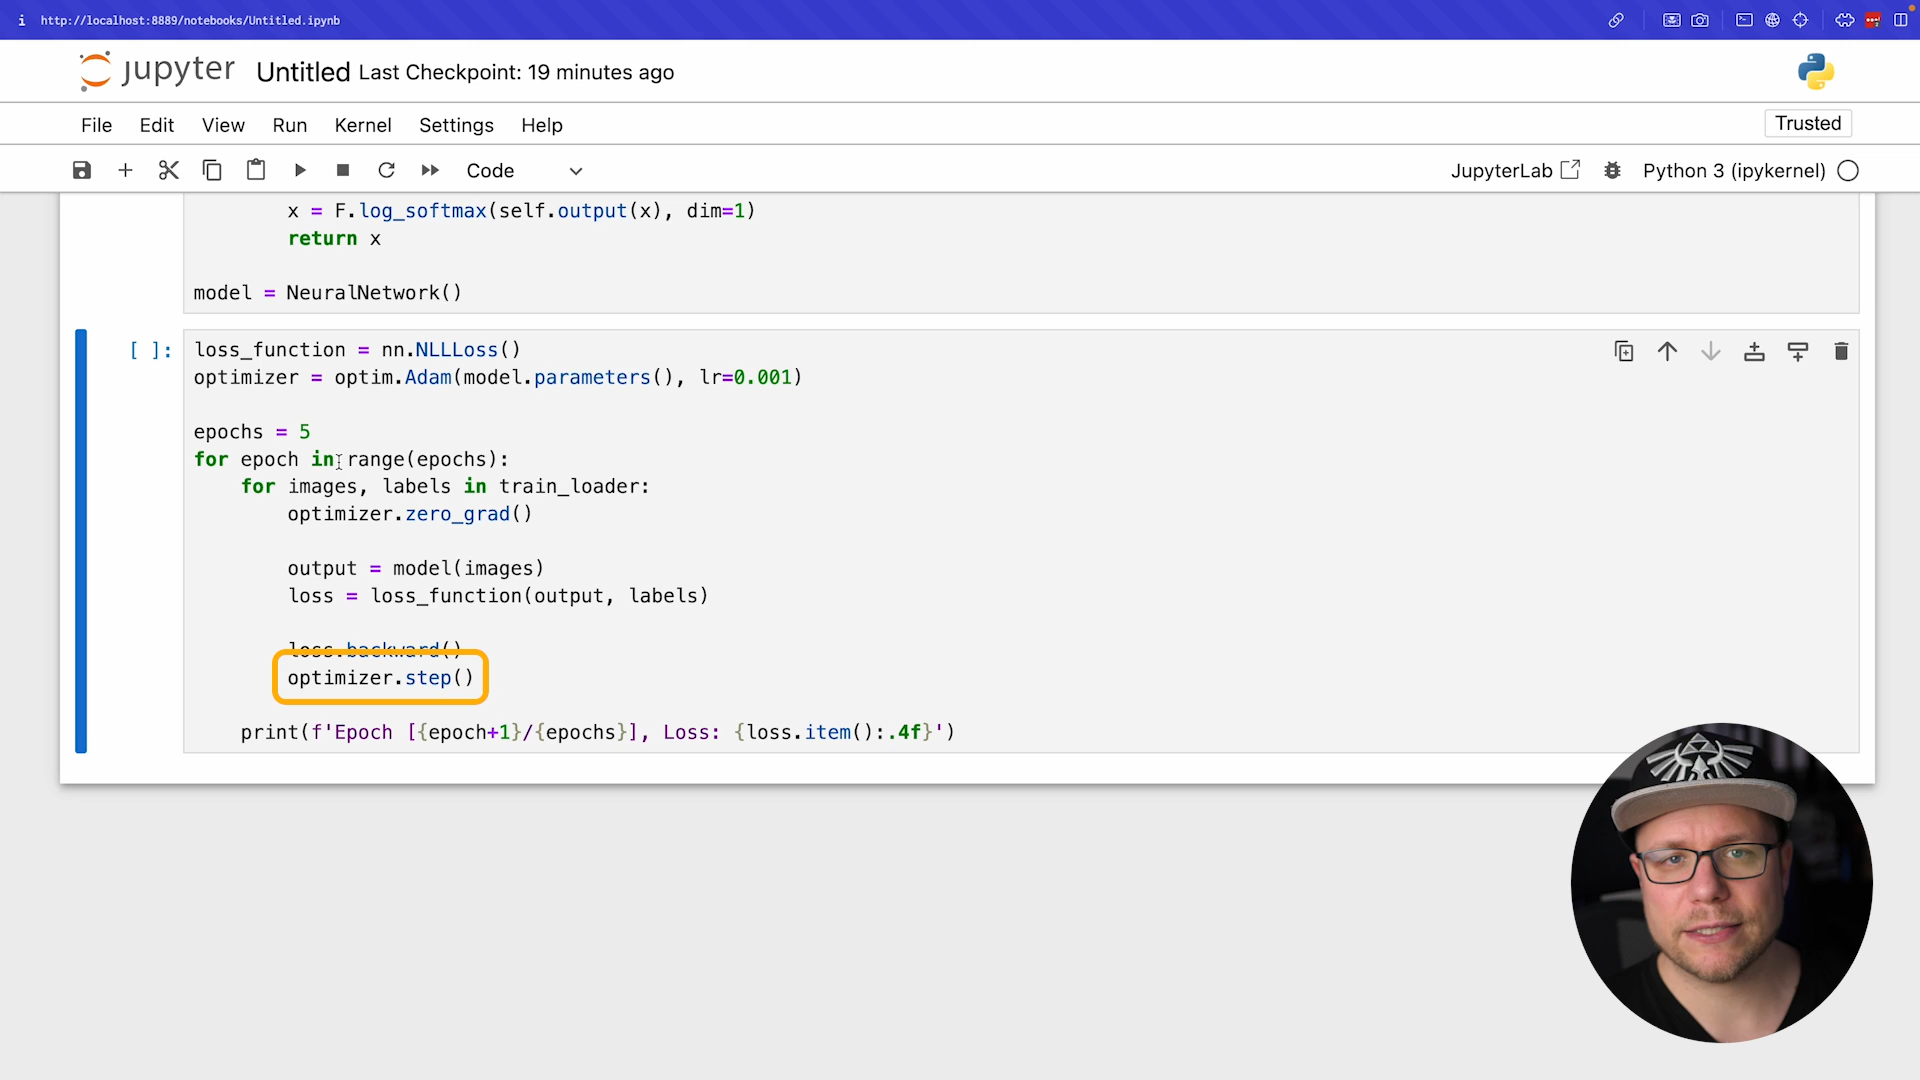 i http://localhost:8889/notebooks/Untitled.ipynb
jupyter Untitled Last Checkpoint: 19 minutes ago
File Edit View Run Kernel Settings Help Trusted
Code JupyterLab Python 3 (ipykernel)
x = F.log_softmax(self.output(x), dim=1)
return x
model = NeuralNetwork()
[ ]: loss_function = nn.NLLLoss()
optimizer = optim.Adam(model.parameters(), lr=0.001)
epochs = 5
for epoch in range(epochs):
for images, labels in train_loader:
optimizer.zero_grad()
output = model(images)
loss = loss_function(output, labels)
loss.backward()
optimizer.step()
print(f'Epoch [{epoch+1}/{epochs}], Loss: {loss.item():.4f}')